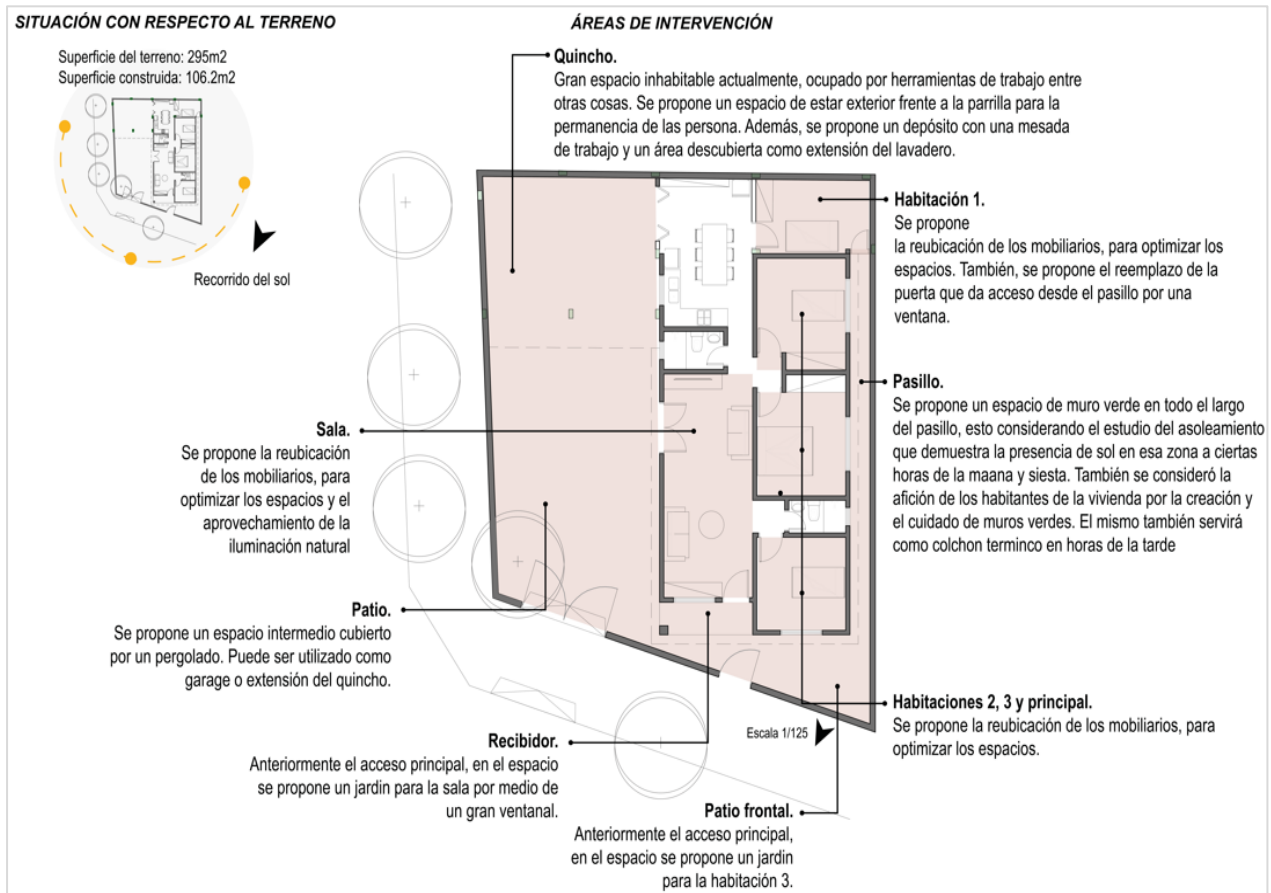 SITUACIÓN CON RESPECTO AL TERRENO
Superficie del terreno: 295m2
Superficie construida: 106.2m2
Recorrido del sol
ÁREAS DE INTERVENCIÓN
Quincho.
Gran espacio inhabitable actualmente, ocupado por herramientas de trabajo entre
otras cosas. Se propone un espacio de estar exterior frente a la parrilla para la
permanencia de las persona. Además, se propone un depósito con una mesada
de trabajo y un área descubierta como extensión del lavadero.
Habitación 1.
Se propone
la reubicación de los mobiliarios, para optimizar los
espacios. También, se propone el reemplazo de la
puerta que da acceso desde el pasillo por una
ventana.
Pasillo.
Se propone un espacio de muro verde en todo el largo
del pasillo, esto considerando el estudio del asoleamiento
que demuestra la presencia de sol en esa zona a ciertas
horas de la maana y siesta. También se consideró la
afición de los habitantes de la vivienda por la creación y
el cuidado de muros verdes. El mismo también servirá
como colchon terminco en horas de la tarde
Sala.
Se propone la reubicación
de los mobiliarios, para
optimizar los espacios y el
aprovechamiento de la
iluminación natural
Patio.
Se propone un espacio intermedio cubierto
por un pergolado. Puede ser utilizado como
garage o extensión del quincho.
Habitaciones 2, 3 y principal.
Se propone la reubicación de los mobiliarios, para
optimizar los espacios.
Escala 1/125
Recibidor.
Anteriormente el acceso principal, en el espacio
se propone un jardin para la sala por medio de
un gran ventanal.
Patio frontal.
Anteriormente el acceso principal,
en el espacio se propone un jardin
para la habitación 3.